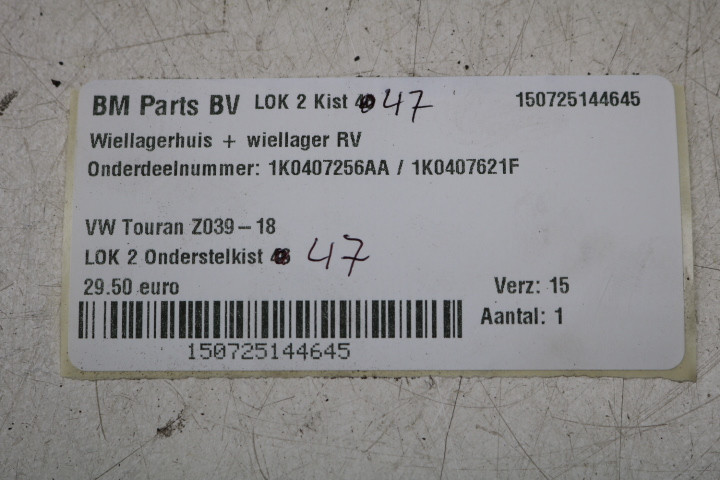 BM Parts BV LOK 2 Kist 47 150725144645
Wiellagerhuis + wiellager RV
Onderdeelnummer: 1K0407256AA / 1K0407621F
VW Touran Z039-18
LOK 2 Onderstelkist 47
29.50 euro Verz: 15
Aantal: 1
150725144645